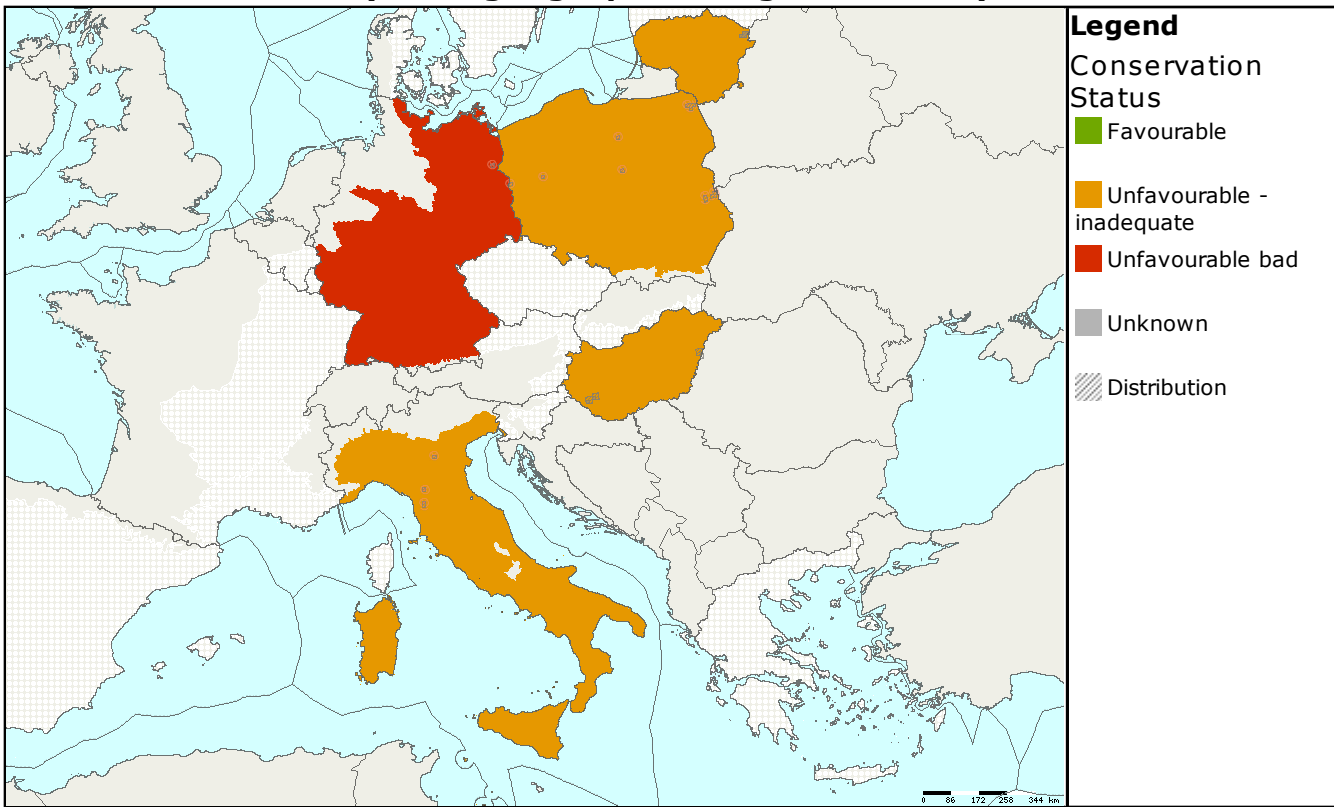 Legend
Conservation
Status
Favourable
Unfavourable -
inadequate
Unfavourable bad
Unknown
Distribution
0 86 172 258 344 km